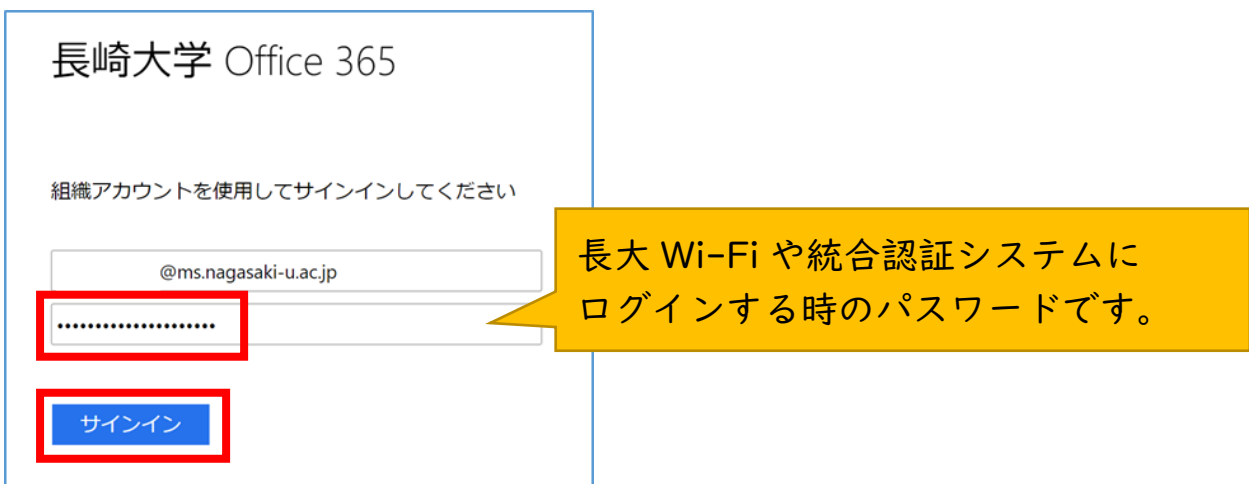 長崎大学 Office 365
組織アカウントを使用してサインインしてください
@ms.nagasaki-u.ac.jp
•••••••••••••••••••••
長大 Wi-Fi や統合認証システムに
ログインする時のパスワードです。
サインイン